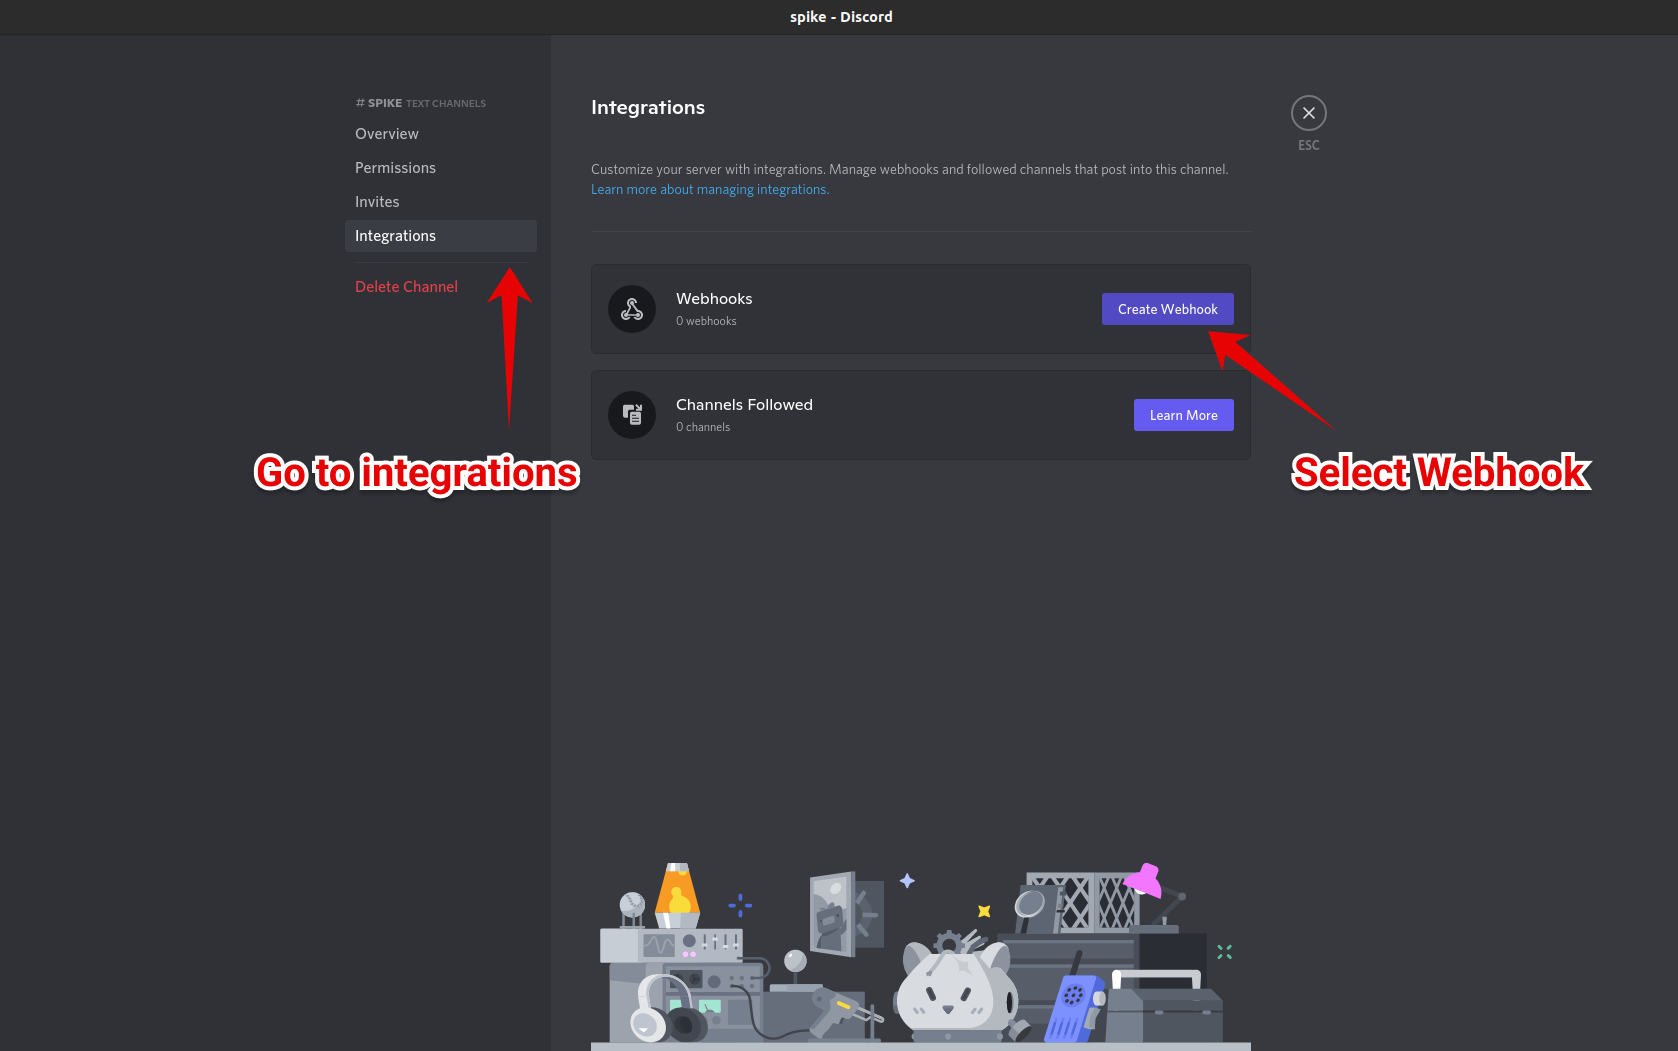 spike - Discord
# SPIKE TEXT CHANNELS
Overview
Permissions
Invites
Integrations
Delete Channel
Integrations
ESC
Customize your server with integrations. Manage webhooks and followed channels that post into this channel.
Learn more about managing integrations.
Webhooks
0 webhooks
Create Webhook
Channels Followed
0 channels
Learn More
Go to integrations
Select Webhook